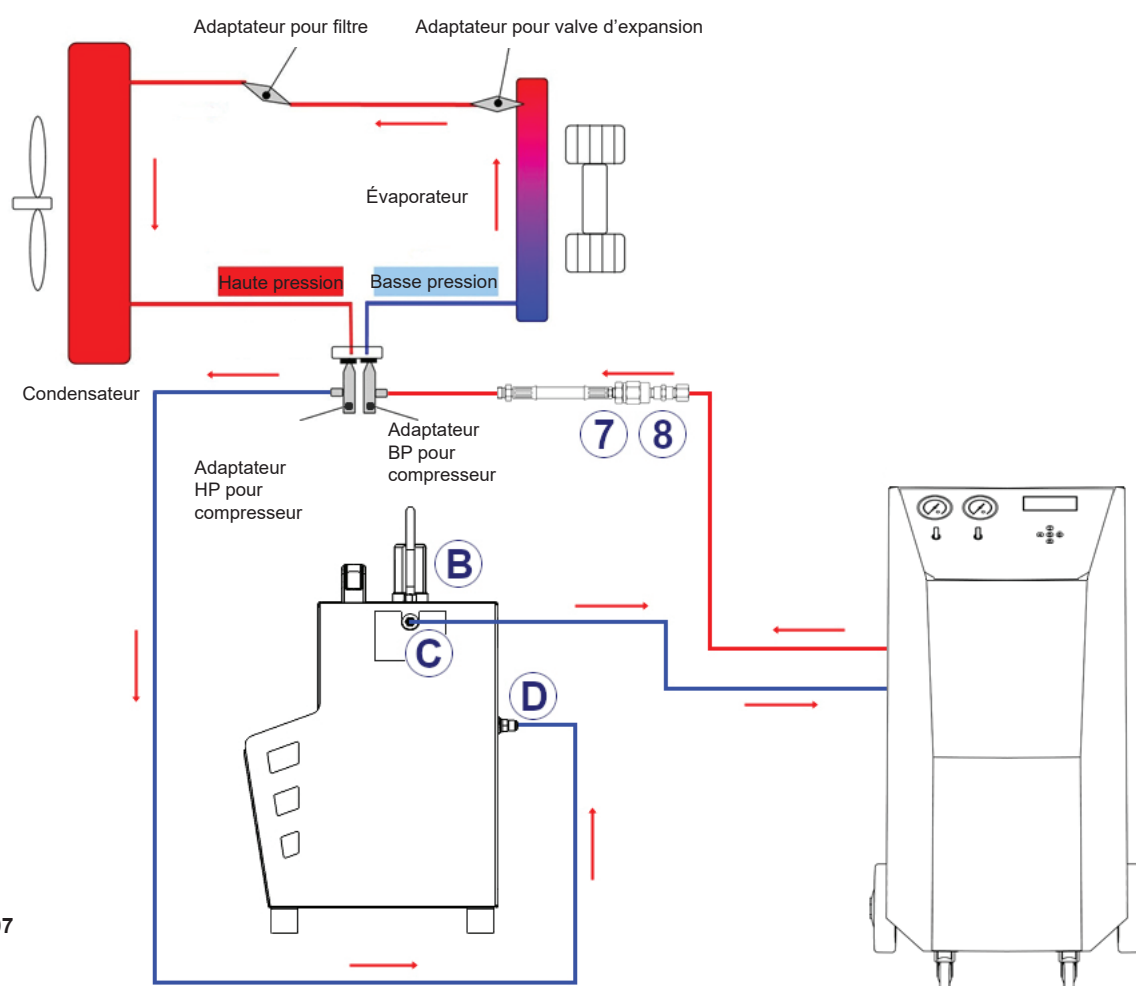 Adaptateur pour filtre
Adaptateur pour valve d’expansion
Évaporateur
Haute pression
Basse pression
Condensateur
7
8
Adaptateur
BP pour
compresseur
Adaptateur
HP pour
compresseur
B
C
D